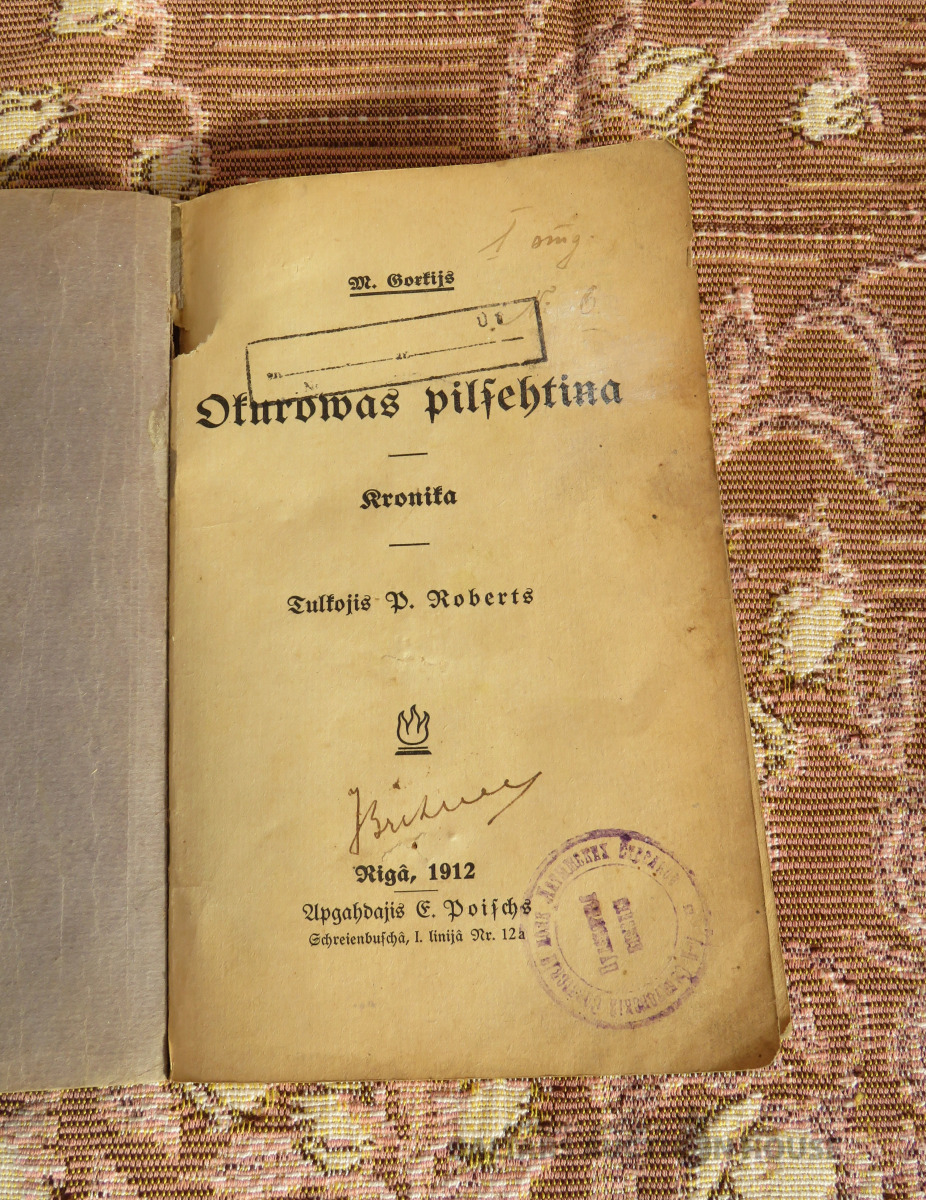 I
M. Gorkijs
Okurowas pilſehtina
Kronika
Tulkojis P. Roberts
Rigâ, 1912
Apgahdajis E. Poiſchs
Schreienbuſchâ, I. linijâ Nr. 12a